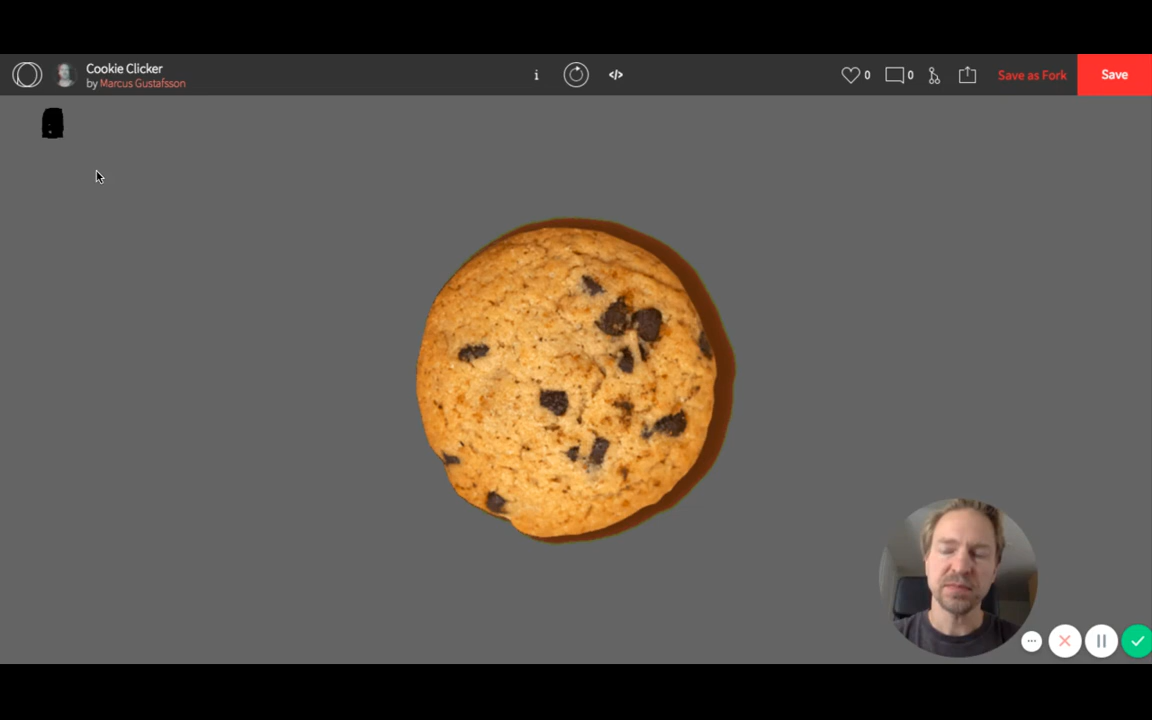 Cookie Clicker
by Marcus Gustafsson
i
</>
0
0
Save as Fork
Save